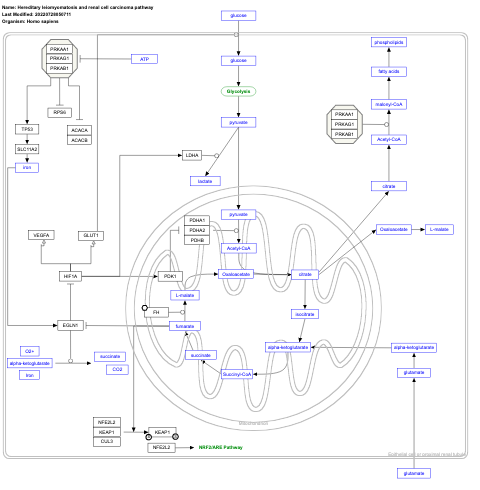 Name: Hereditary leiomyomatosis and renal cell carcinoma pathway
Last Modified: 20220728050711
Organism: Homo sapiens
glucose
PRKAA1
PRKAG1
PRKAB1
ATP
glucose
Glycolysis
phospholipids
fatty acids
malonyl-CoA
PRKAA1
PRKAG1
PRKAB1
Acetyl-CoA
RPS6
TP53
ACACA
ACACB
SLC11A2
iron
pyruvate
LDHA
lactate
citrate
pyruvate
PDHA1
PDHA2
PDHB
Oxaloacetate
L-malate
VEGFA
GLUT1
Acetyl-CoA
HIF1A
PDK1
Oxaloacetate
citrate
L-malate
FH
isocitrate
EGLN1
fumarate
alpha-ketoglutarate
alpha-ketoglutarate
O2+
alpha-ketoglutarate
Iron
succinate
CO2
succinate
Succinyl-CoA
glutamate
Mitochondrion
NFE2L2
KEAP1
CUL3
KEAP1
NFE2L2
NRF2/ARE Pathway
glutamate